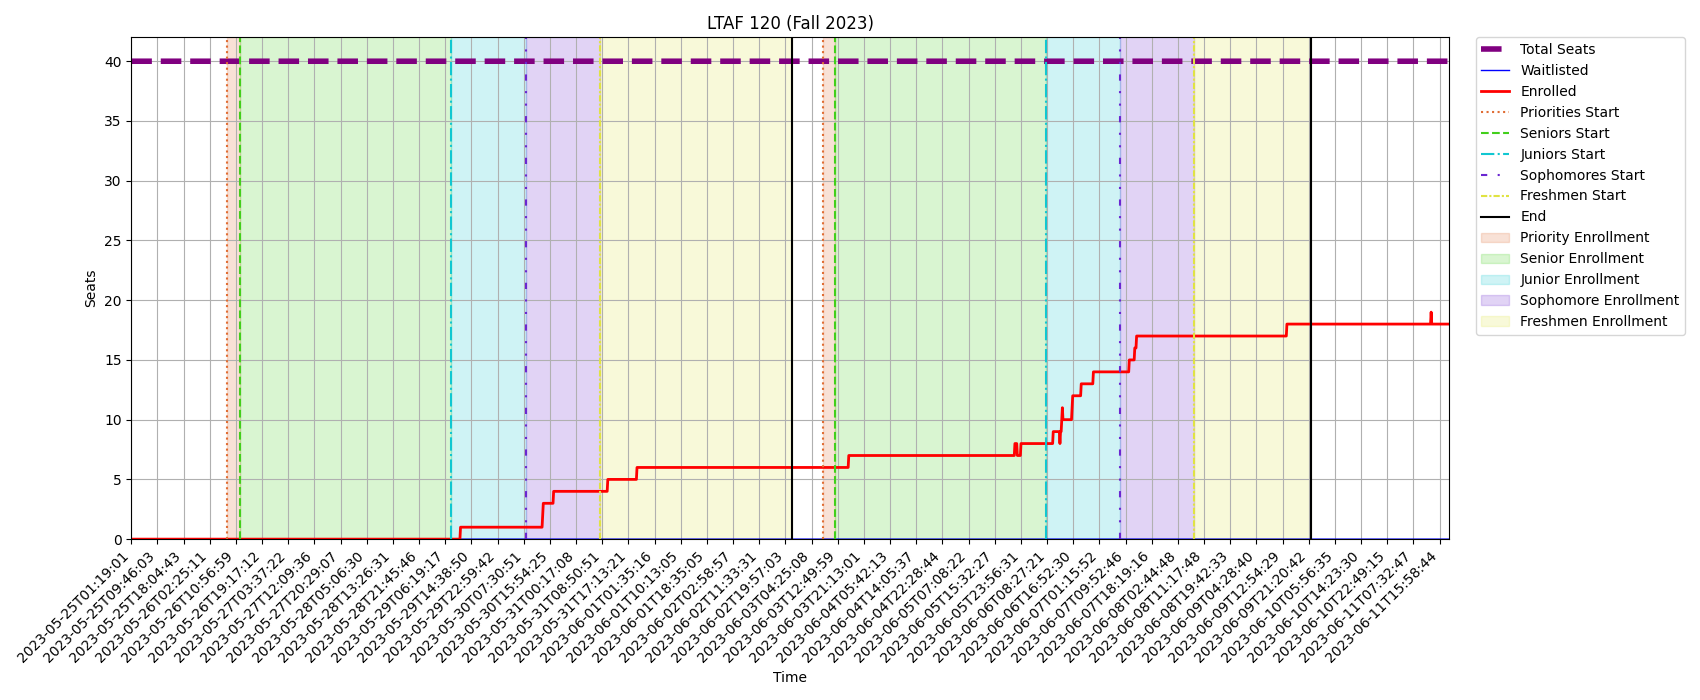 LTAF 120 (Fall 2023)
Seats
40
35
30
25
20
15
10
5
0
2023-05-25T01:19:01
2023-05-25T09:46:03
2023-05-25T18:04:43
2023-05-26T02:25:11
2023-05-26T10:56:59
2023-05-26T19:17:12
2023-05-27T03:37:22
2023-05-27T12:09:36
2023-05-27T20:29:07
2023-05-28T05:06:30
2023-05-28T13:26:31
2023-05-28T21:45:46
2023-05-29T06:19:17
2023-05-29T14:38:50
2023-05-29T22:59:42
2023-05-30T07:30:51
2023-05-30T15:54:25
2023-05-31T00:17:08
2023-05-31T08:50:51
2023-05-31T17:13:21
2023-06-01T01:35:16
2023-06-01T10:13:05
2023-06-01T18:35:05
2023-06-02T02:58:57
2023-06-02T11:33:31
2023-06-02T19:57:03
2023-06-03T04:25:08
2023-06-03T12:49:59
2023-06-03T21:13:01
2023-06-04T05:42:13
2023-06-04T14:05:37
2023-06-04T22:28:44
2023-06-05T07:08:22
2023-06-05T15:32:27
2023-06-05T23:56:31
2023-06-06T08:27:21
2023-06-06T16:52:30
2023-06-07T01:15:52
2023-06-07T09:52:46
2023-06-07T18:19:16
2023-06-08T02:44:48
2023-06-08T11:17:48
2023-06-08T19:42:33
2023-06-09T04:28:40
2023-06-09T12:54:29
2023-06-09T21:20:42
2023-06-10T05:56:35
2023-06-10T14:23:30
2023-06-10T22:49:15
2023-06-11T07:32:47
2023-06-11T15:58:44
Time
Total Seats
Waitlisted
Enrolled
Priorities Start
Seniors Start
Juniors Start
Sophomores Start
Freshmen Start
End
Priority Enrollment
Senior Enrollment
Junior Enrollment
Sophomore Enrollment
Freshmen Enrollment